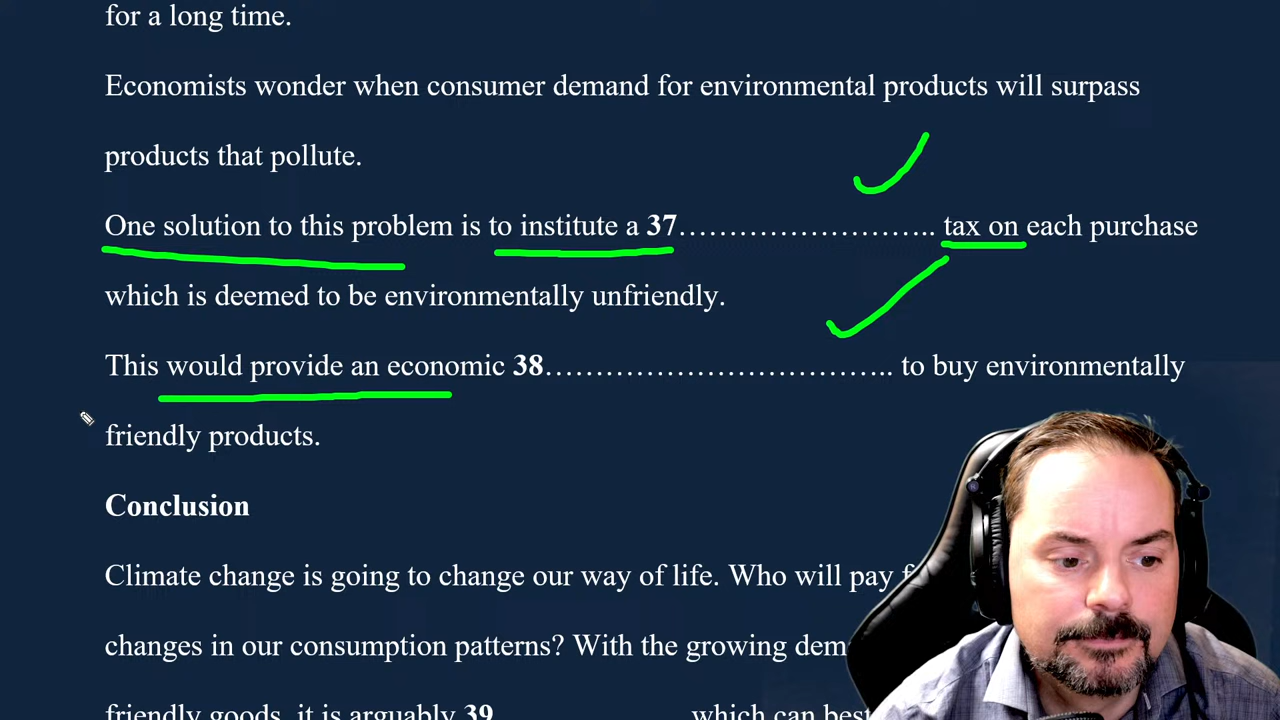 for a long time.
Economists wonder when consumer demand for environmental products will surpass
products that pollute.
One solution to this problem is to institute a 37…………………….. tax on each purchase
which is deemed to be environmentally unfriendly.
This would provide an economic 38…………………………….. to buy environmentally
friendly products.
Conclusion
Climate change is going to change our way of life. Who will pay
changes in our consumption patterns? With the growing
friendly goods, it is arguably 39 which can best